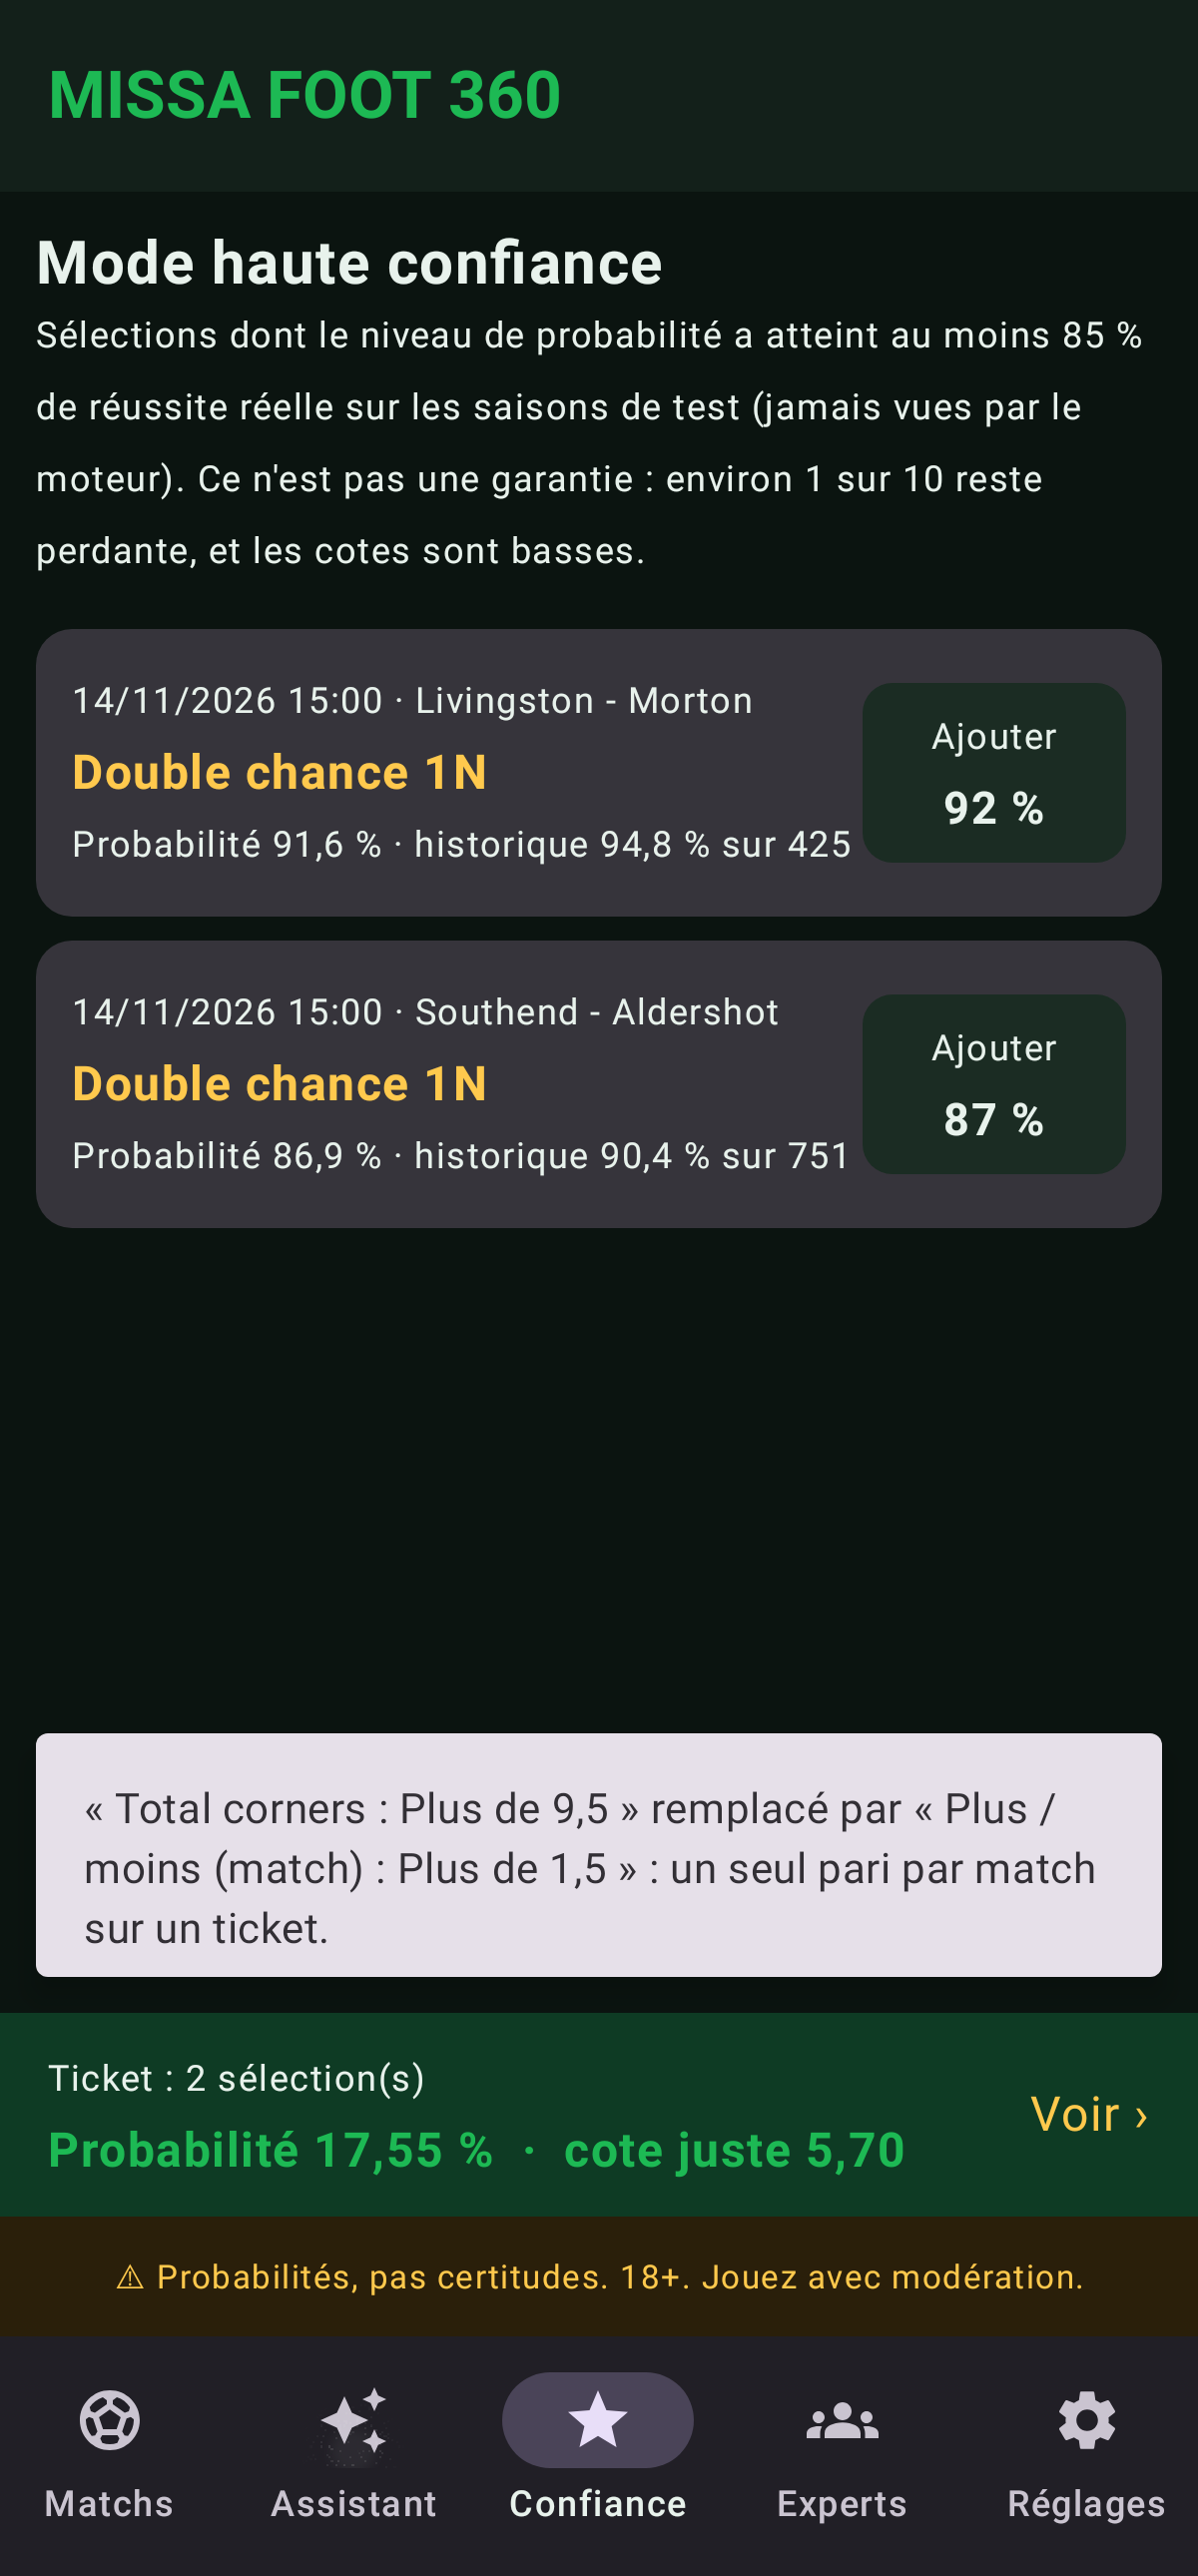 MISSA FOOT 360
Mode haute confiance
Sélections dont le niveau de probabilité a atteint au moins 85 %
de réussite réelle sur les saisons de test (jamais vues par le
moteur). Ce n'est pas une garantie : environ 1 sur 10 reste
perdante, et les cotes sont basses.
14/11/2026 15:00 · Livingston - Morton
Double chance 1N
Probabilité 91,6 % · historique 94,8 % sur 425
Ajouter
92 %
14/11/2026 15:00 · Southend - Aldershot
Double chance 1N
Probabilité 86,9 % · historique 90,4 % sur 751
Ajouter
87 %
« Total corners : Plus de 9,5 » remplacé par « Plus /
moins (match) : Plus de 1,5 » : un seul pari par match
sur un ticket.
Ticket : 2 sélection(s)
Probabilité 17,55 % · cote juste 5,70
Voir ›
⚠ Probabilités, pas certitudes. 18+. Jouez avec modération.
Matchs
Assistant
Confiance
Experts
Réglages